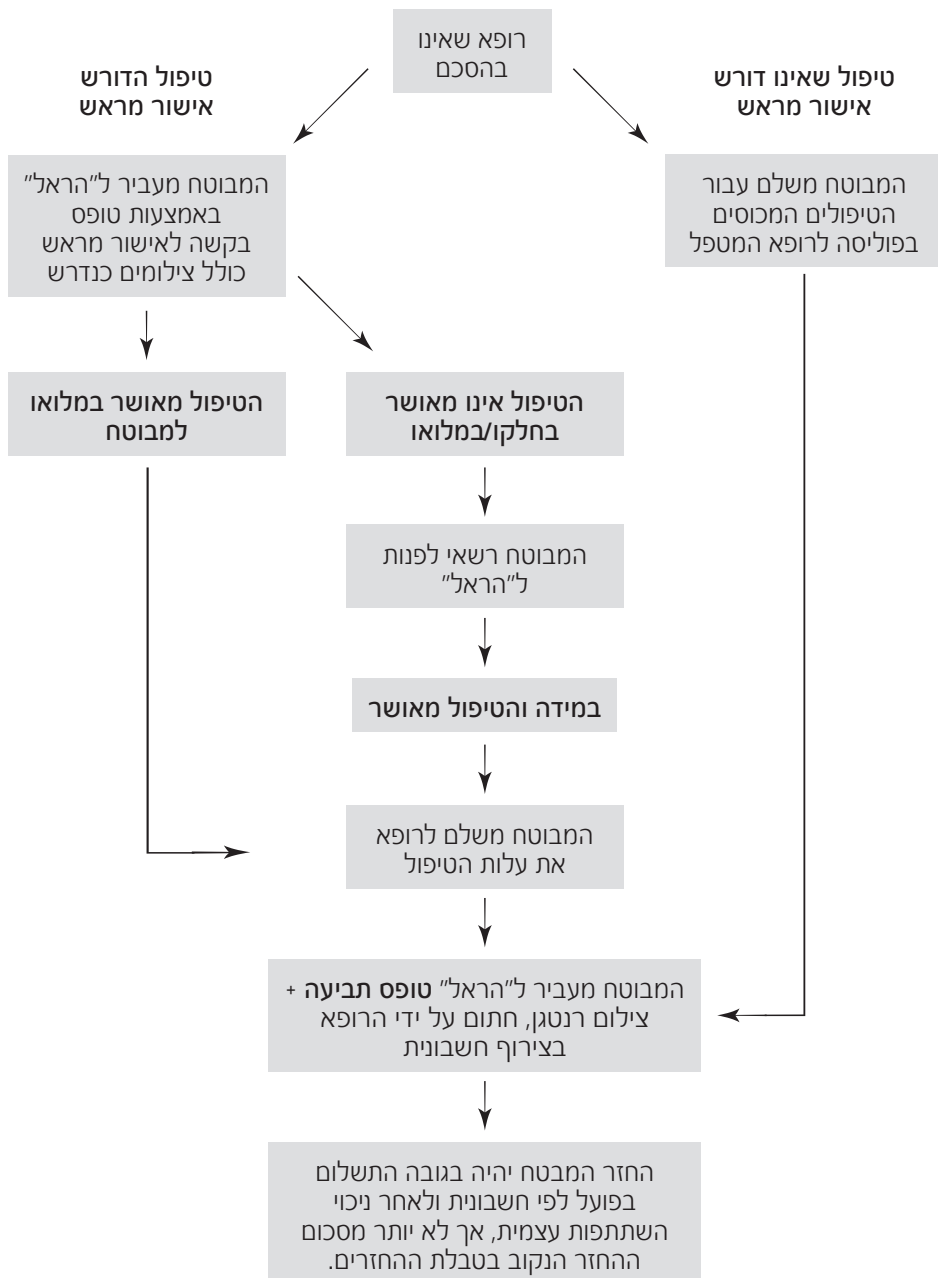 רופא שאינו
בהסכם
טיפול שאינו דורש
אישור מראש
טיפול הדורש
אישור מראש
המבוטח משלם עבור
הטיפולים המכוסים
בפוליסה לרופא המטפל
המבוטח מעביר ל"הראל"
באמצעות טופס
בקשה לאישור מראש
כולל צילומים כנדרש
הטיפול אינו מאושר
בחלקו/במלואו
הטיפול מאושר במלואו
למבוטח
המבוטח רשאי לפנות
ל"הראל"
במידה והטיפול מאושר
המבוטח משלם לרופא
את עלות הטיפול
המבוטח מעביר ל"הראל" טופס תביעה +
צילום רנטגן, חתום על ידי הרופא
בצירוף חשבונית
החזר המבטח יהיה בגובה התשלום
בפועל לפי חשבונית ולאחר ניכוי
השתתפות עצמית, אך לא יותר מסכום
ההחזר הנקוב בטבלת ההחזרים.